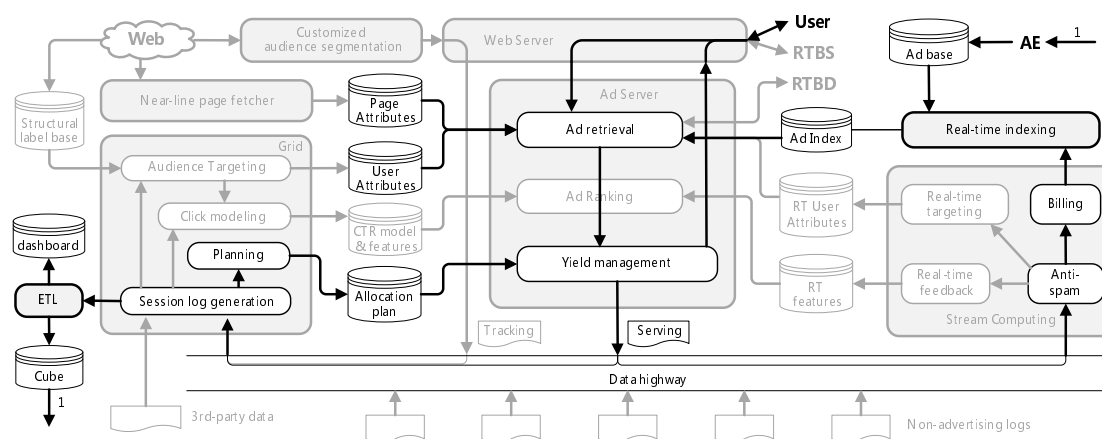 Web
Customized
audience segmentation
Web Server
User
RTBS
RTBD
Ad base
AE
1
Structural
label base
Near-line page fetcher
Page
Attributes
Ad Server
Ad retrieval
Ad Index
Real-time indexing
Grid
Audience Targeting
User
Attributes
Click modeling
CTR model
& features
Ad Ranking
RT User
Attributes
Real-time
targeting
Billing
dashboard
Planning
Yield management
ETL
Session log generation
Allocation
plan
RT
features
Real-time
feedback
Anti-
spam
Stream Computing
Tracking
Serving
Cube
1
Data highway
3rd-party data
Non-advertising logs